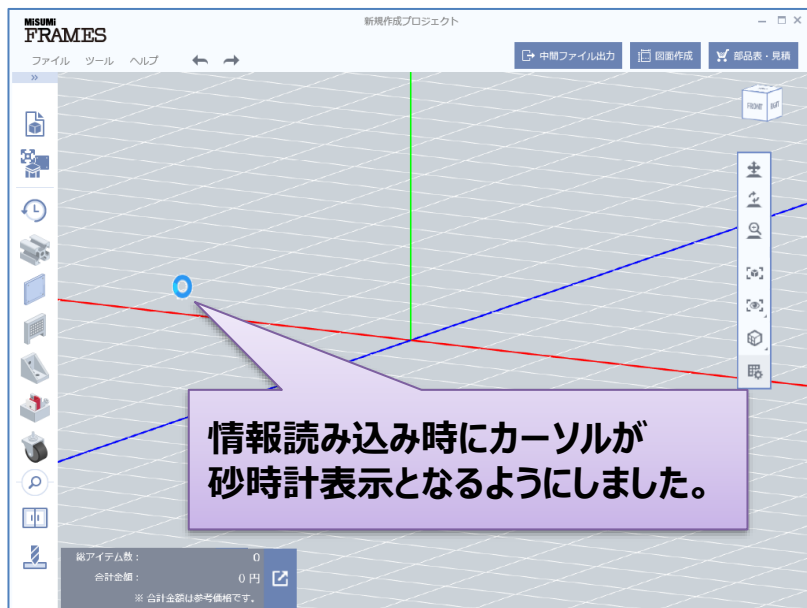 MiSUMi
FRAMES
新規作成プロジェクト
ファイル ツール ヘルプ
中間ファイル出力
図面作成
部品表・見積
FRONT
RIGHT
情報読み込み時にカーソルが
砂時計表示となるようにしました。
総アイテム数： 0
合計金額： 0 円
※ 合計金額は参考価格です。